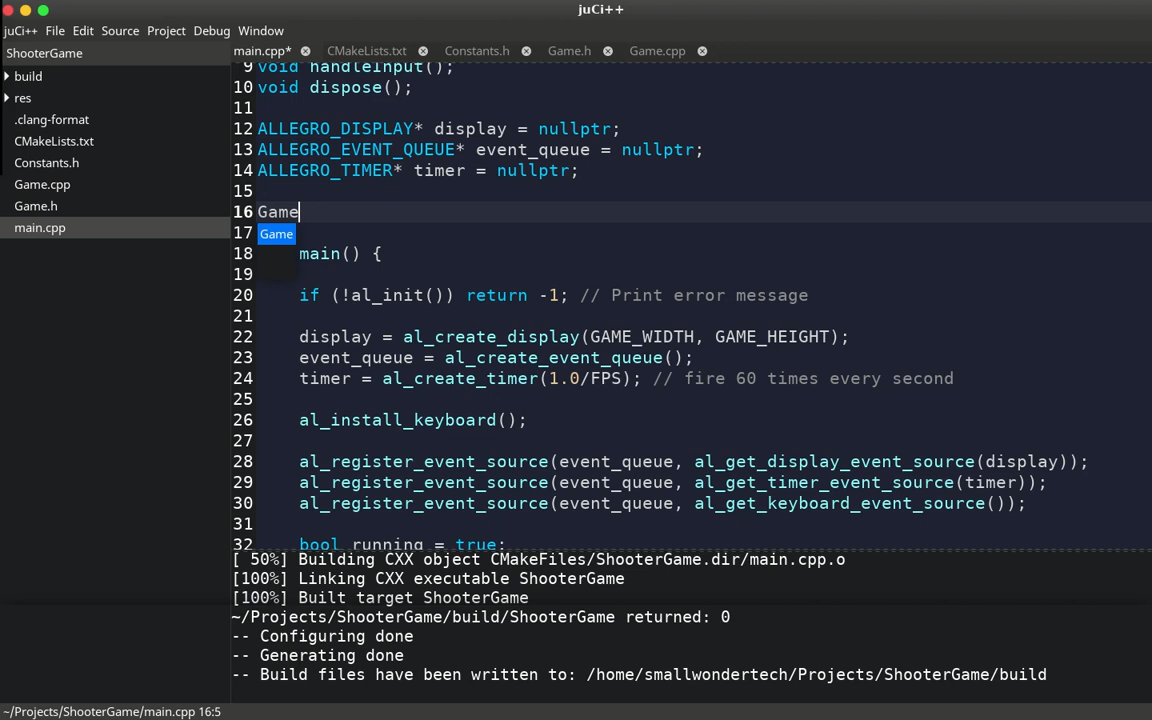 juCi++
juCi++ File Edit Source Project Debug Window
ShooterGame
build
res
.clang-format
CMakeLists.txt
Constants.h
Game.cpp
Game.h
main.cpp
main.cpp* CMakeLists.txt Constants.h Game.h Game.cpp
9 void handleInput();
10 void dispose();
11
12 ALLEGRO_DISPLAY* display = nullptr;
13 ALLEGRO_EVENT_QUEUE* event_queue = nullptr;
14 ALLEGRO_TIMER* timer = nullptr;
15
16 Game
17 Game
18 main() {
19
20 if (!al_init()) return -1; // Print error message
21
22 display = al_create_display(GAME_WIDTH, GAME_HEIGHT);
23 event_queue = al_create_event_queue();
24 timer = al_create_timer(1.0/FPS); // fire 60 times every second
25
26 al_install_keyboard();
27
28 al_register_event_source(event_queue, al_get_display_event_source(display));
29 al_register_event_source(event_queue, al_get_timer_event_source(timer));
30 al_register_event_source(event_queue, al_get_keyboard_event_source());
31
32 bool running = true;
[ 50%] Building CXX object CMakeFiles/ShooterGame.dir/main.cpp.o
[100%] Linking CXX executable ShooterGame
[100%] Built target ShooterGame
~/Projects/ShooterGame/build/ShooterGame returned: 0
-- Configuring done
-- Generating done
-- Build files have been written to: /home/smallwondertech/Projects/ShooterGame/build
~/Projects/ShooterGame/main.cpp 16:5